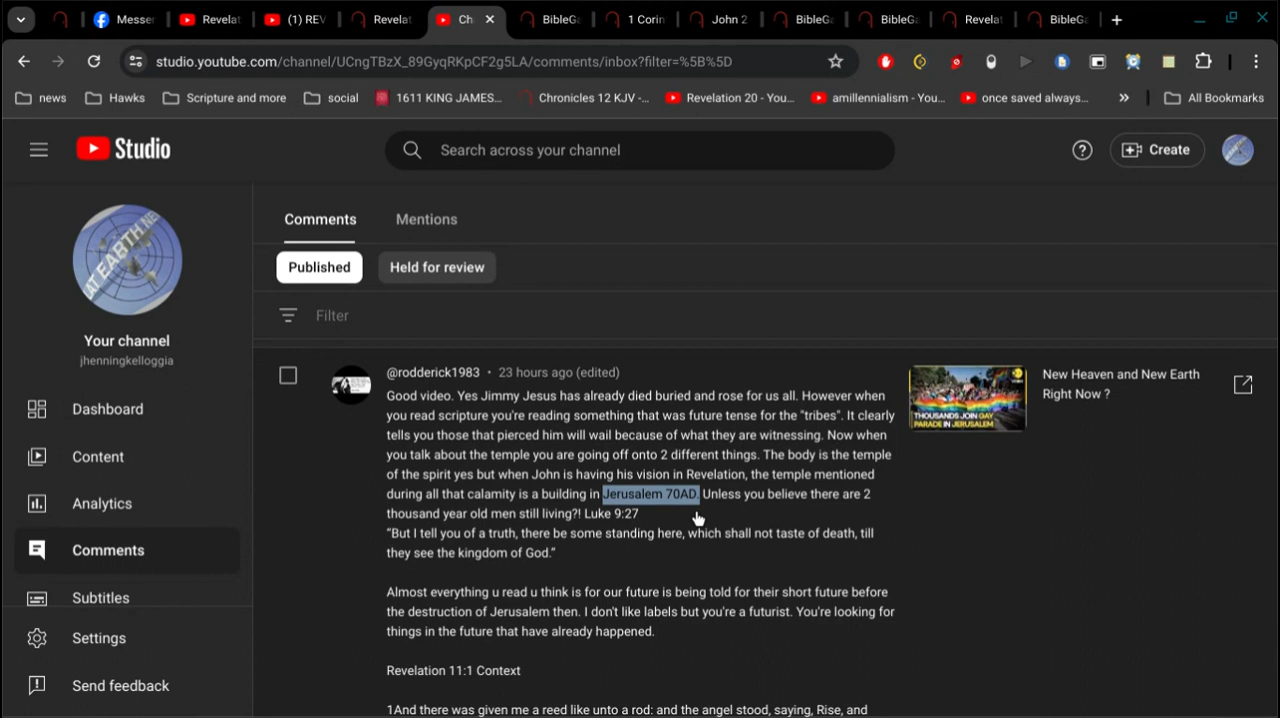 Messer
Revelat
(1) REV
Revelat
Ch
BibleGa
1 Corin
John 2
BibleGa
BibleGa
Revelat
BibleGa
studio.youtube.com/channel/UCngTBzX_89GyqRKpCF2g5LA/comments/inbox?filter=%5B%5D
news Hawks Scripture and more social 1611 KING JAMES... Chronicles 12 KJV -... Revelation 20 - You... amillennialism - You... once saved always... » All Bookmarks
Studio
Search across your channel
Create
LAT EARTH.NE
Your channel
jhenningkelloggia
Dashboard
Content
Analytics
Comments
Subtitles
Settings
Send feedback
Comments Mentions
Published Held for review
Filter
@rodderick1983 • 23 hours ago (edited)
Good video. Yes Jimmy Jesus has already died buried and rose for us all. However when
you read scripture you're reading something that was future tense for the "tribes". It clearly
tells you those that pierced him will wail because of what they are witnessing. Now when
you talk about the temple you are going off onto 2 different things. The body is the temple
of the spirit yes but when John is having his vision in Revelation, the temple mentioned
during all that calamity is a building in Jerusalem 70AD. Unless you believe there are 2
thousand year old men still living?! Luke 9:27
“But I tell you of a truth, there be some standing here, which shall not taste of death, till
they see the kingdom of God.”
Almost everything u read u think is for our future is being told for their short future before
the destruction of Jerusalem then. I don't like labels but you're a futurist. You're looking for
things in the future that have already happened.
Revelation 11:1 Context
1And there was given me a reed like unto a rod: and the angel stood, saying, Rise, and
THOUSANDS JOIN GAY
PARADE IN JERUSALEM
New Heaven and New Earth
Right Now ?